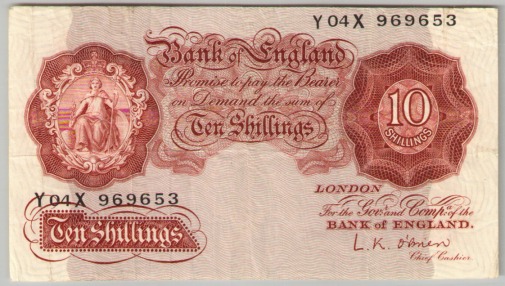 Y04X 969653
Bank of England
Promise to pay the Bearer
on Demand the sum of
Ten Shillings
10
SHILLINGS
Y04X 969653
Ten Shillings
LONDON
For the Govr. and Compa. of the
BANK OF ENGLAND.
L.K. O'Brien
Chief Cashier.